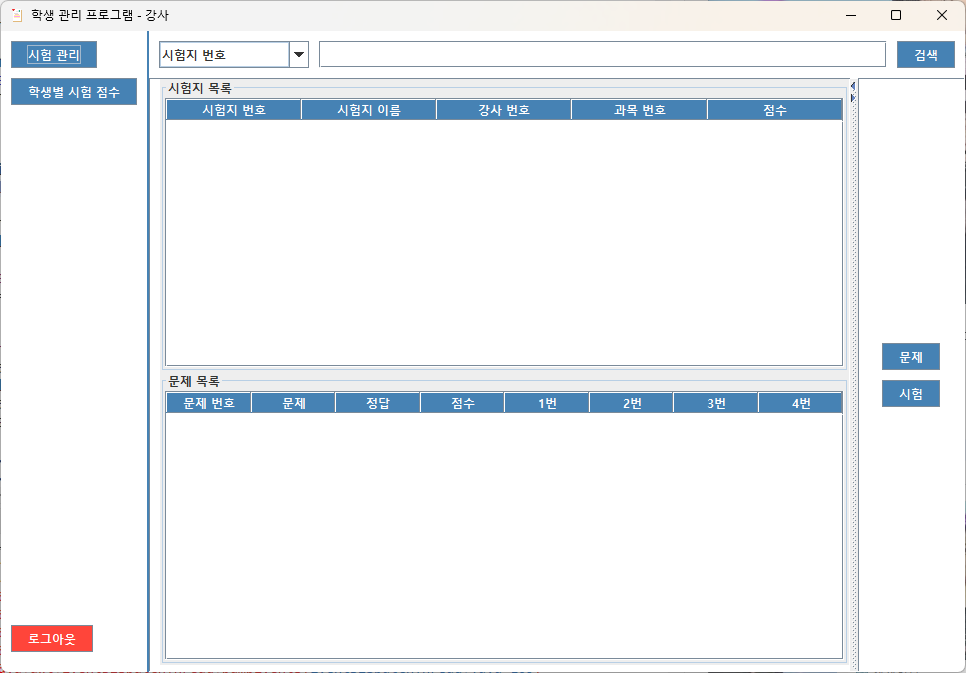 학생 관리 프로그램 - 강사
시험 관리
학생별 시험 점수
로그아웃
시험지 번호
검색
시험지 목록
시험지 번호 시험지 이름 강사 번호 과목 번호 점수
문제 목록
문제 번호 문제 정답 점수 1번 2번 3번 4번
문제
시험